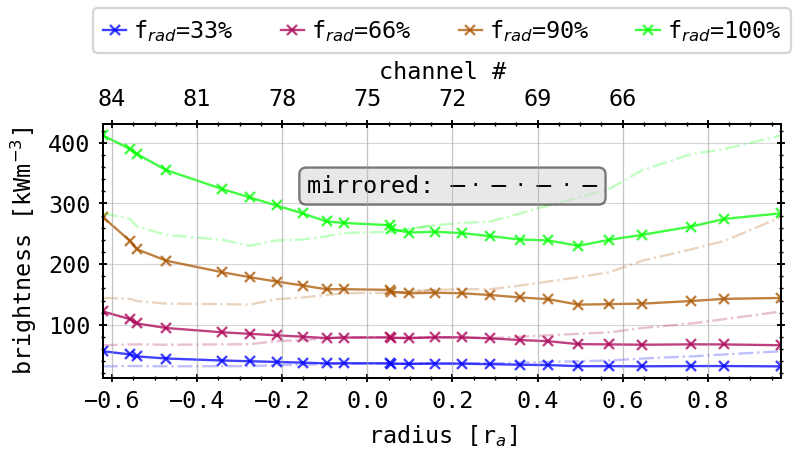 f_rad=33% f_rad=66% f_rad=90% f_rad=100%
channel #
84 81 78 75 72 69 66
mirrored: — · — · — · —
brightness [kWm⁻³]
400
300
200
100
−0.6 −0.4 −0.2 0.0 0.2 0.4 0.6 0.8
radius [r_a]